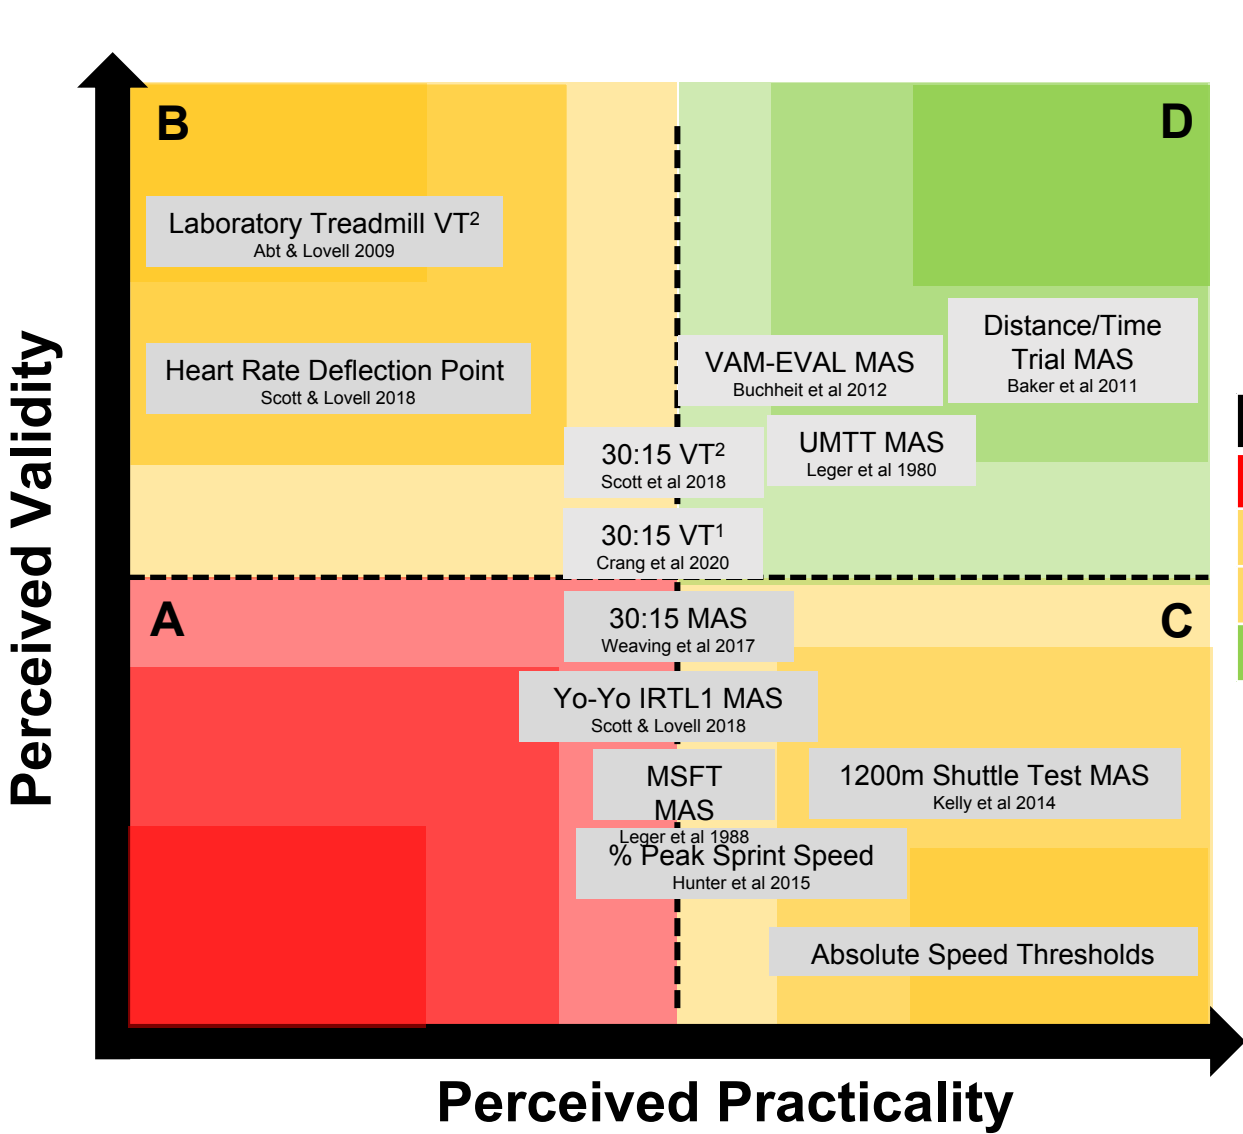 B
D
Laboratory Treadmill VT²
Abt & Lovell 2009
Distance/Time
Trial MAS
Baker et al 2011
Heart Rate Deflection Point
Scott & Lovell 2018
VAM-EVAL MAS
Buchheit et al 2012
UMTT MAS
Leger et al 1980
30:15 VT²
Scott et al 2018
30:15 VT¹
Crang et al 2020
A
C
30:15 MAS
Weaving et al 2017
Yo-Yo IRTL1 MAS
Scott & Lovell 2018
MSFT
MAS
Leger et al 1988
1200m Shuttle Test MAS
Kelly et al 2014
% Peak Sprint Speed
Hunter et al 2015
Absolute Speed Thresholds
Perceived Validity
Perceived Practicality